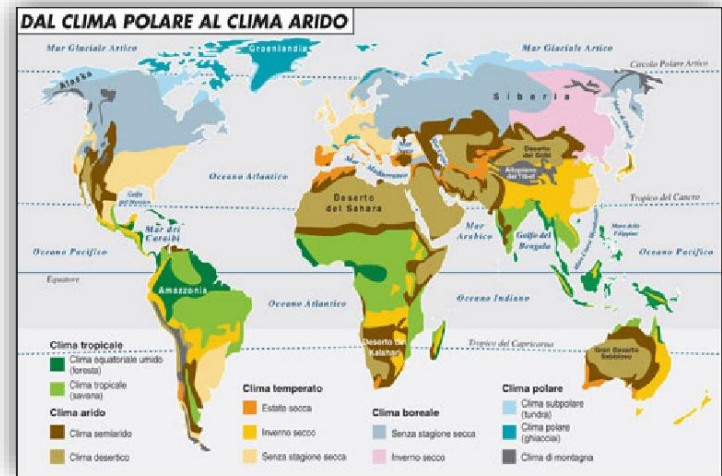 DAL CLIMA POLARE AL CLIMA ARIDO
Mar Glaciale Artico
Groenlandia
Mar Glaciale Artico
Circolo Polare Artico
Alaska
Siberia
Deserto
del Gobi
Altopiano
del Tibet
Mar Mediterraneo
Oceano Atlantico
Golfo
del Messico
Deserto
del Sahara
Tropico del Cancro
Mar dei
Caraibi
Mar
Arabico
Golfo del
Bengala
Mare delle
Filippine
Oceano Pacifico
Oceano Pacifico
Equatore
Amazzonia
Oceano Atlantico
Oceano Indiano
Deserto del
Kalahari
Tropico del Capricorno
Gran Deserto
Sabbioso
Clima tropicale
Clima equatoriale umido
(foresta)
Clima tropicale
(savana)
Clima arido
Clima semiarido
Clima desertico
Clima temperato
Estate secca
Inverno secco
Senza stagione secca
Clima boreale
Senza stagione secca
Inverno secco
Clima polare
Clima subpolare
(tundra)
Clima polare
(ghiacciai)
Clima di montagna